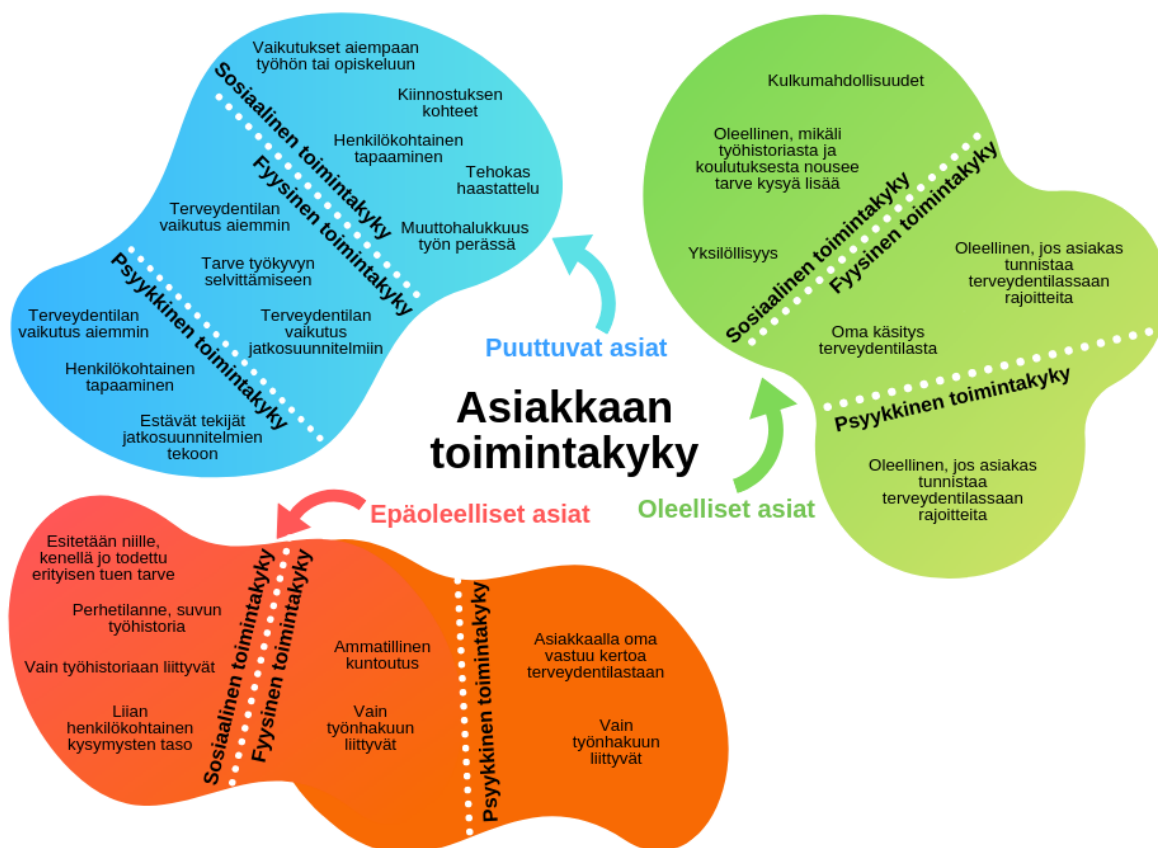 Vaikutukset aiempaan
työhön tai opiskeluun
Sosiaalinen toimintakyky
Kiinnostuksen
kohteet
Henkilökohtainen
tapaaminen
Tehokas
haastattelu
Muuttohalukkuus
työn perässä
Fyysinen toimintakyky
Terveydentilan
vaikutus aiemmin
Tarve työkyvyn
selvittämiseen
Terveydentilan
vaikutus
jatkosuunnitelmiin
Psyykkinen toimintakyky
Terveydentilan
vaikutus aiemmin
Henkilökohtainen
tapaaminen
Estävät tekijät
jatkosuunnitelmien
tekoon
Puuttuvat asiat
Asiakkaan
toimintakyky
Kulkumahdollisuudet
Oleellinen, mikäli
työhistoriasta ja
koulutuksesta nousee
tarve kysyä lisää
Yksilöllisyys
Sosiaalinen toimintakyky
Fyysinen toimintakyky
Oleellinen, jos asiakas
tunnistaa
terveydentilassaan
rajoitteita
Oma käsitys
terveydentilasta
Psyykkinen toimintakyky
Oleellinen, jos asiakas
tunnistaa
terveydentilassaan
rajoitteita
Oleelliset asiat
Epäoleelliset asiat
Esitetään niille,
kenellä jo todettu
erityisen tuen tarve
Perhetilanne, suvun
työhistoria
Vain työhistoriaan liittyvät
Liian
henkilökohtainen
kysymysten taso
Sosiaalinen toimintakyky
Fyysinen toimintakyky
Ammatillinen
kuntoutus
Vain
työnhakuun
liittyvät
Psyykkinen toimintakyky
Asiakkaalla oma
vastuu kertoa
terveydentilastaan
Vain
työnhakuun
liittyvät